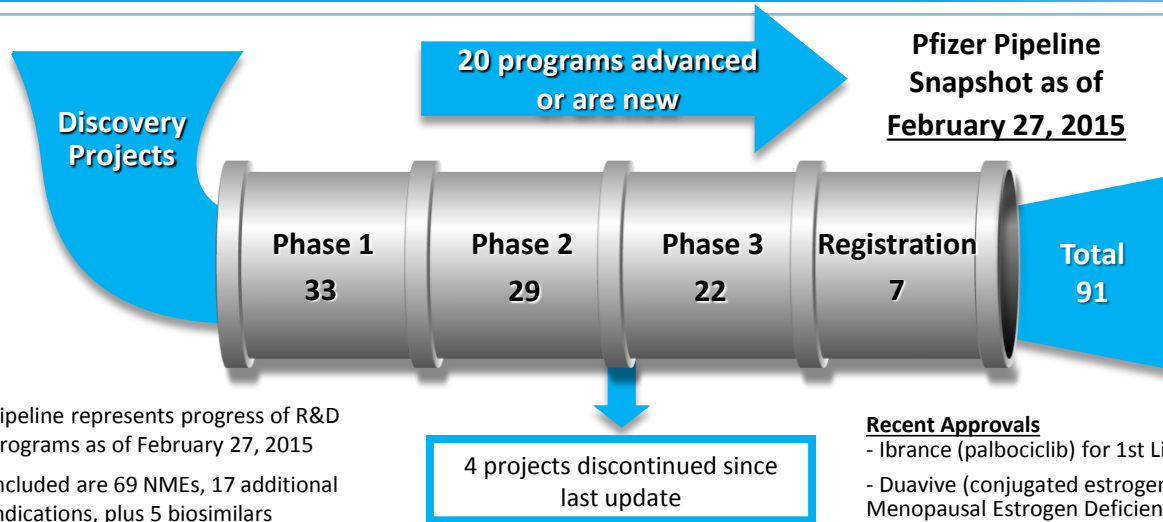 20 programs advanced
or are new
Pfizer Pipeline
Snapshot as of
February 27, 2015
Discovery
Projects
Phase 1
33
Phase 2
29
Phase 3
22
Registration
7
Total
91
ipeline represents progress of R&D
rograms as of February 27, 2015
ncluded are 69 NMEs, 17 additional
ndications, plus 5 biosimilars
4 projects discontinued since
last update
Recent Approvals
- Ibrance (palbociclib) for 1st Li
- Duavive (conjugated estrogen
Menopausal Estrogen Deficien